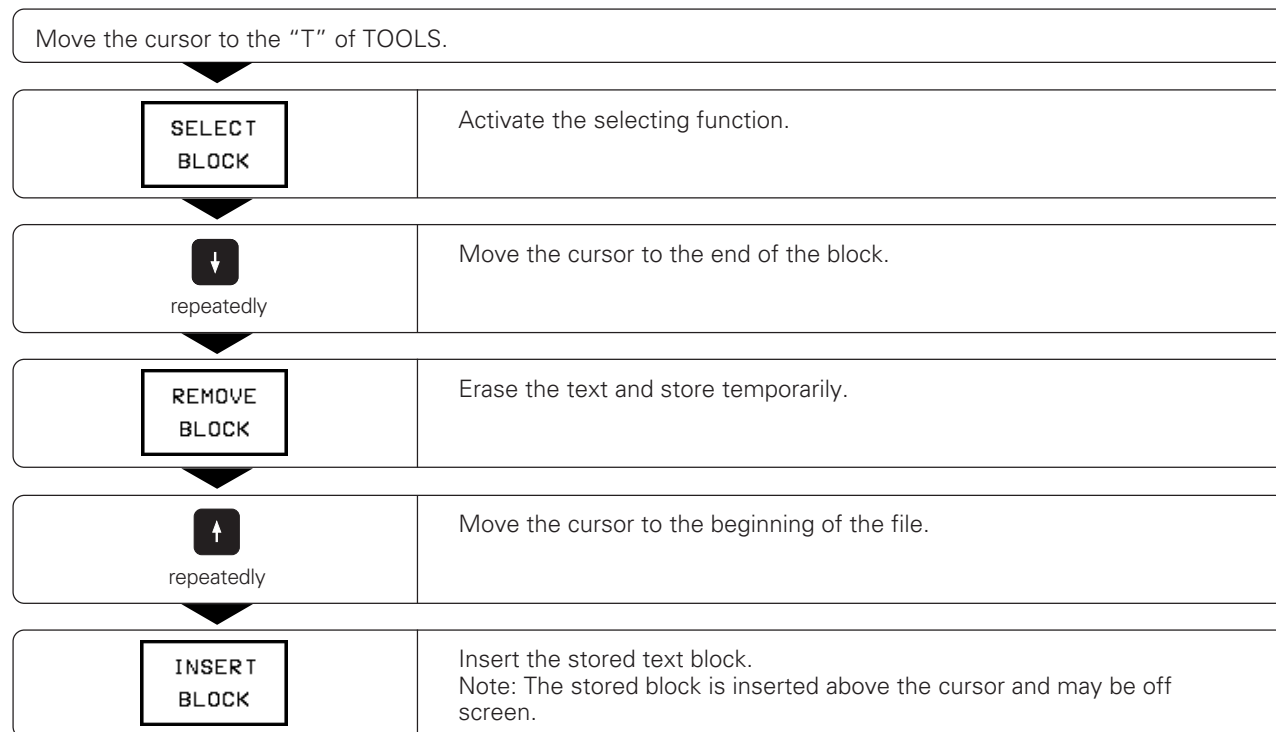 Move the cursor to the “T” of TOOLS.
SELECT
BLOCK
Activate the selecting function.
repeatedly
Move the cursor to the end of the block.
REMOVE
BLOCK
Erase the text and store temporarily.
repeatedly
Move the cursor to the beginning of the file.
INSERT
BLOCK
Insert the stored text block.
Note: The stored block is inserted above the cursor and may be off
screen.